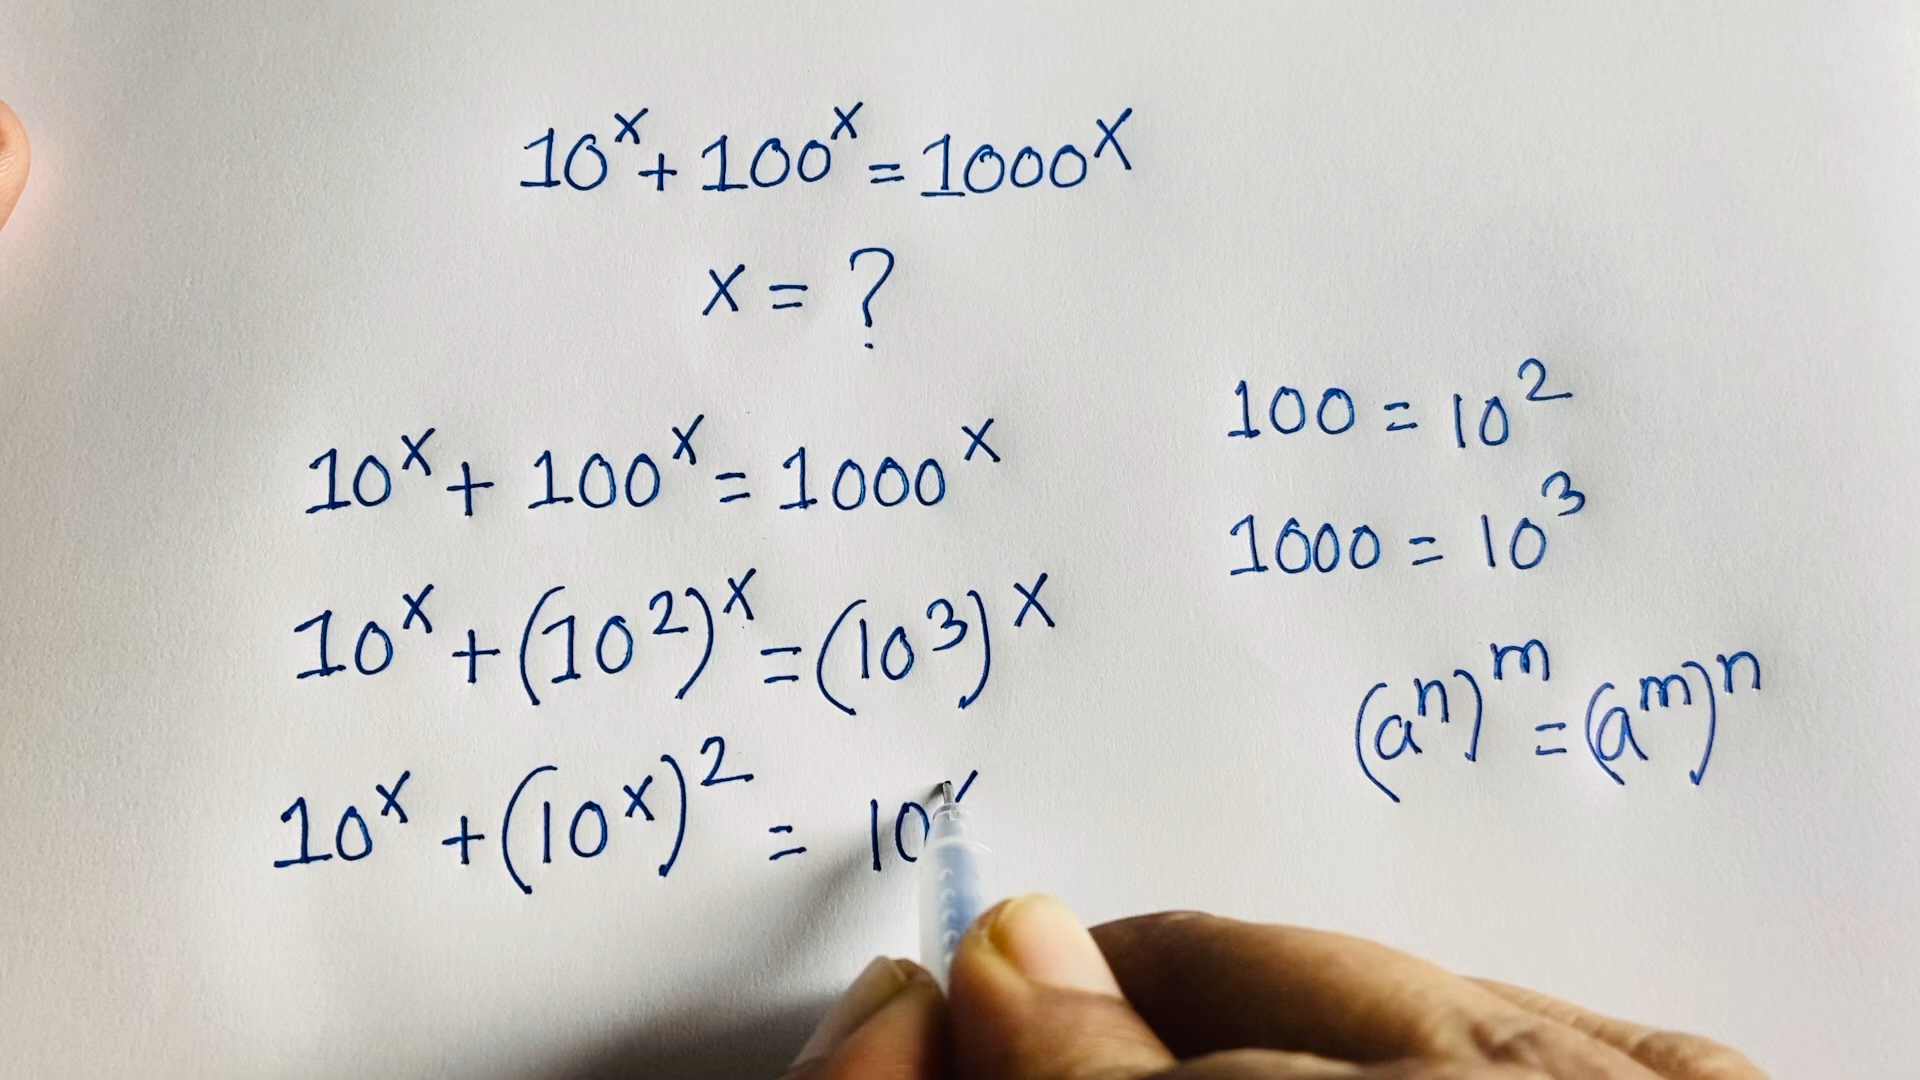 10^x + 100^x = 1000^x
x = ?
10^x + 100^x = 1000^x
10^x + (10^2)^x = (10^3)^x
10^x + (10^x)^2 = 10
100 = 10^2
1000 = 10^3
(a^n)^m = (a^m)^n